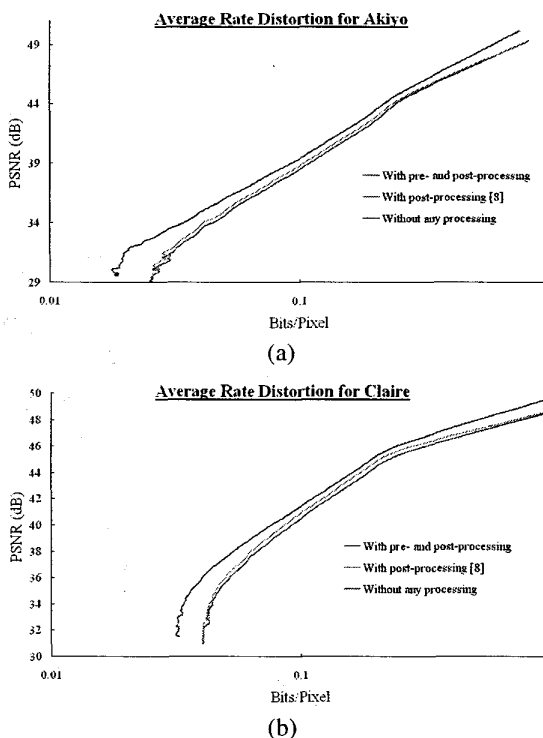 Average Rate Distortion for Akiyo
49
44
39
34
29
PSNR (dB)
With pre- and post-processing
With post-processing [8]
Without any processing
0.01
0.1
Bits/Pixel
(a)
Average Rate Distortion for Claire
50
48
46
44
42
40
38
36
34
32
30
PSNR (dB)
With pre- and post-processing
With post-processing [8]
Without any processing
0.01
0.1
Bits/Pixel
(b)